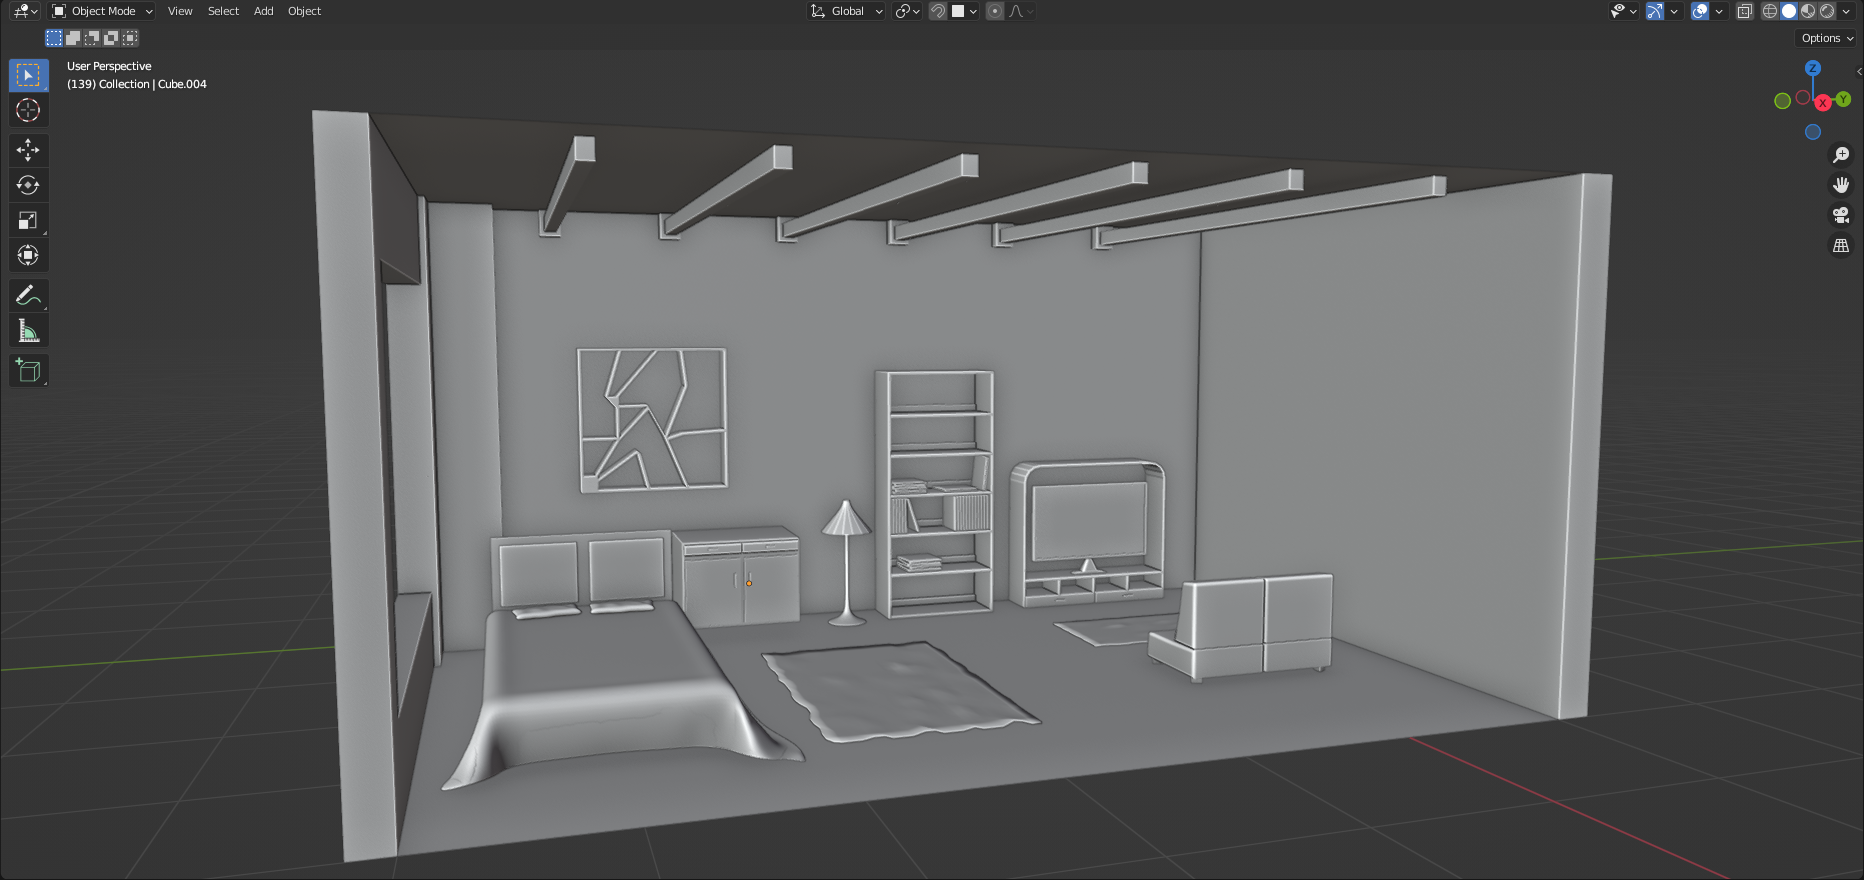 Object Mode View Select Add Object Global
Options
User Perspective
(139) Collection | Cube.004
Z
Y
X